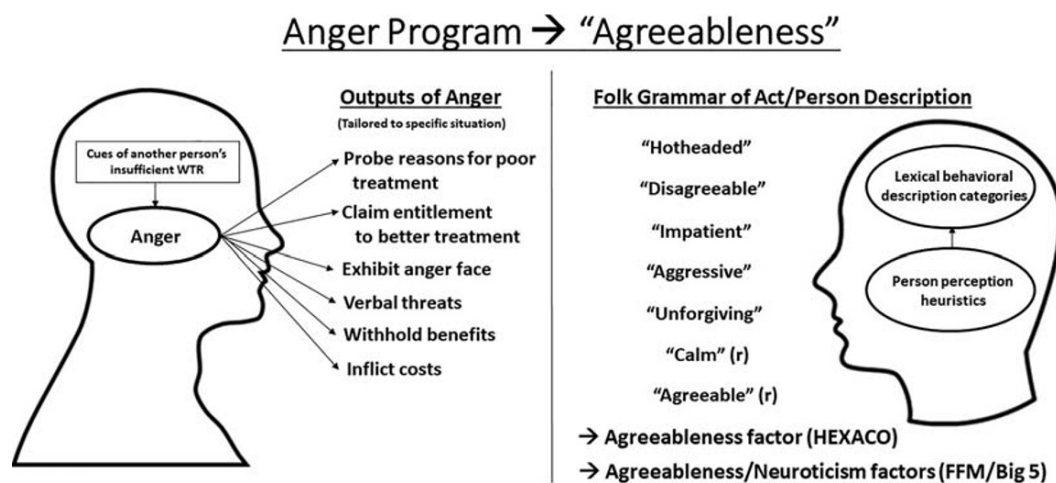 Anger Program → “Agreeableness”
Outputs of Anger
(Tailored to specific situation)
Cues of another person’s
insufficient WTR
Anger
Probe reasons for poor
treatment
Claim entitlement
to better treatment
Exhibit anger face
Verbal threats
Withhold benefits
Inflict costs
Folk Grammar of Act/Person Description
“Hotheaded”
“Disagreeable”
“Impatient”
“Aggressive”
“Unforgiving”
“Calm” (r)
“Agreeable” (r)
Lexical behavioral
description categories
Person perception
heuristics
→ Agreeableness factor (HEXACO)
→ Agreeableness/Neuroticism factors (FFM/Big 5)